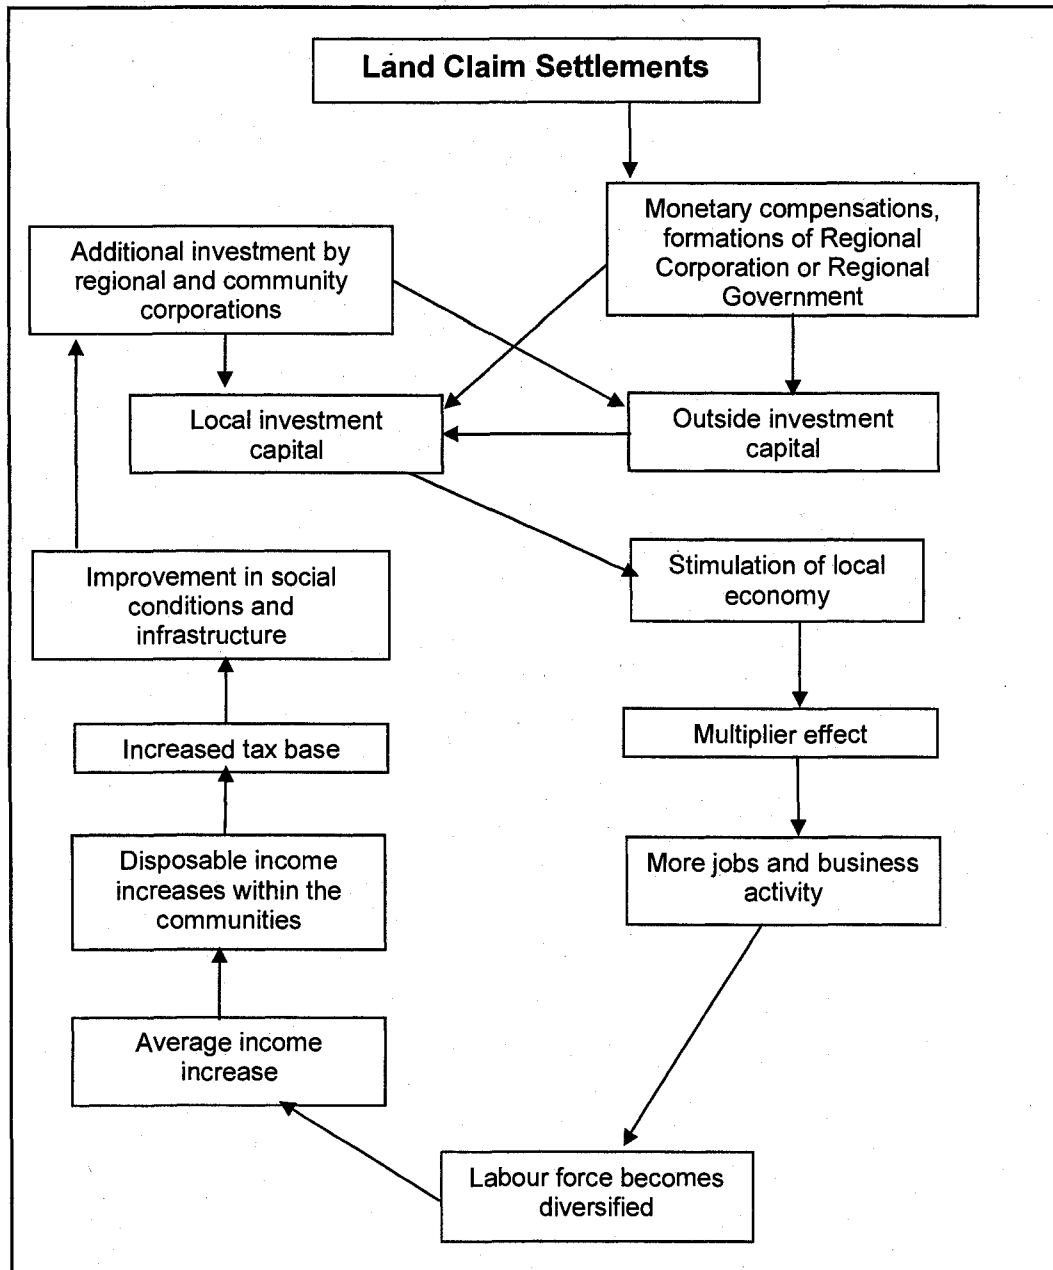 Land Claim Settlements
Monetary compensations,
formations of Regional
Corporation or Regional
Government
Additional investment by
regional and community
corporations
Local investment
capital
Outside investment
capital
Improvement in social
conditions and
infrastructure
Stimulation of local
economy
Increased tax base
Multiplier effect
Disposable income
increases within the
communities
More jobs and business
activity
Average income
increase
Labour force becomes
diversified